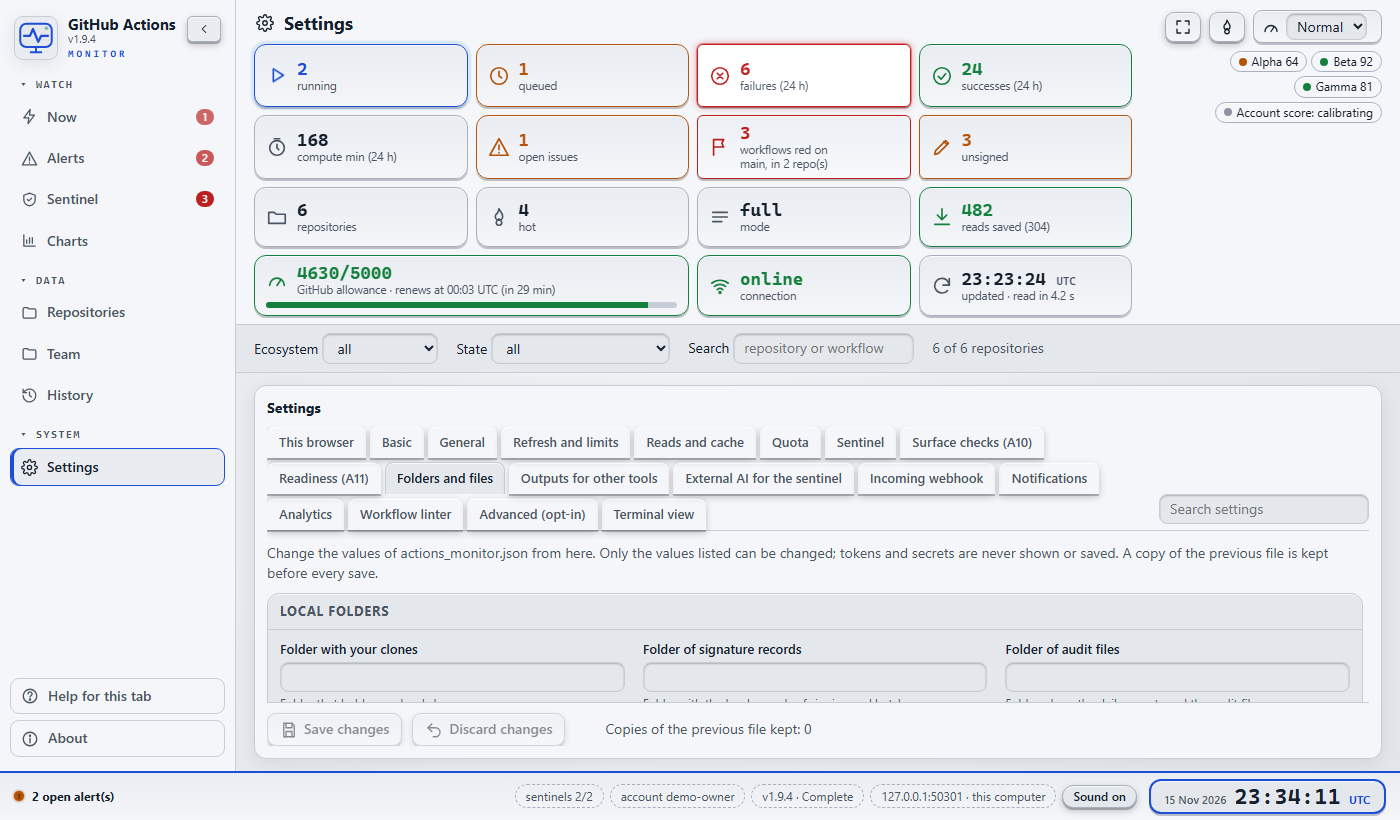 GitHub Actions
v1.9.4
MONITOR
WATCH
Now 1
Alerts 2
Sentinel 3
Charts
DATA
Repositories
Team
History
SYSTEM
Settings
Help for this tab
About
Settings
Normal
Alpha 64
Beta 92
Gamma 81
Account score: calibrating
2
running
1
queued
6
failures (24 h)
24
successes (24 h)
168
compute min (24 h)
1
open issues
3
workflows red on
main, in 2 repo(s)
3
unsigned
6
repositories
4
hot
full
mode
482
reads saved (304)
4630/5000
GitHub allowance · renews at 00:03 UTC (in 29 min)
online
connection
23:23:24 UTC
updated · read in 4.2 s
Ecosystem all State all Search repository or workflow 6 of 6 repositories
Settings
This browser Basic General Refresh and limits Reads and cache Quota Sentinel Surface checks (A10)
Readiness (A11) Folders and files Outputs for other tools External AI for the sentinel Incoming webhook Notifications
Analytics Workflow linter Advanced (opt-in) Terminal view
Search settings
Change the values of actions_monitor.json from here. Only the values listed can be changed; tokens and secrets are never shown or saved. A copy of the previous file is kept
before every save.
LOCAL FOLDERS
Folder with your clones Folder of signature records Folder of audit files
Save changes Discard changes Copies of the previous file kept: 0
2 open alert(s)
sentinels 2/2 account demo-owner v1.9.4 · Complete 127.0.0.1:50301 · this computer Sound on 15 Nov 2026 23:34:11 UTC